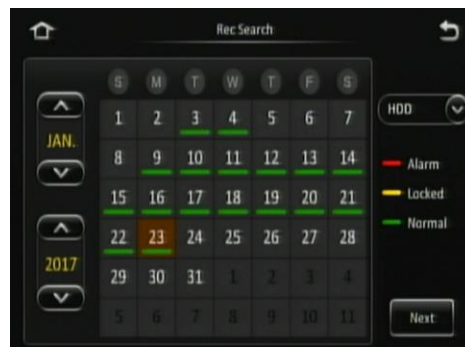 Rec Search
S M T W T F S
1 2 3 4 5 6 7
HDD
JAN.
8 9 10 11 12 13 14
Alarm
15 16 17 18 19 20 21
Locked
Normal
22 23 24 25 26 27 28
2017
29 30 31 1 2 3 4
5 6 7 8 9 10 11
Next